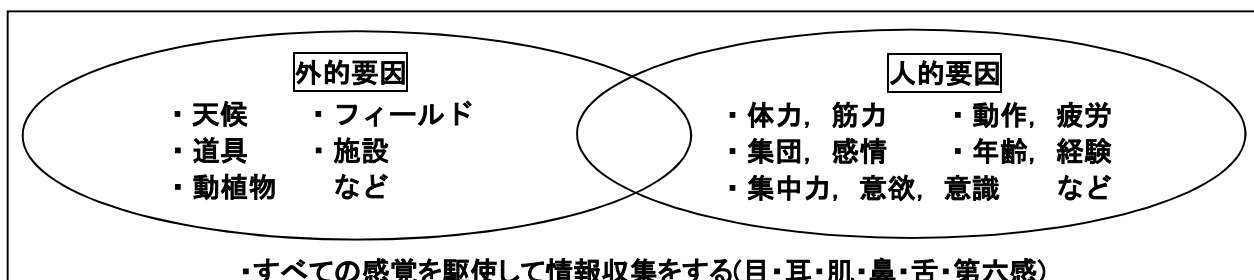 外的要因
・天候 ・フィールド
・道具 ・施設
・動植物 など
人的要因
・体力, 筋力 ・動作, 疲労
・集団, 感情 ・年齢, 経験
・集中力, 意欲, 意識 など
・すべての感覚を駆使して情報収集をする(目・耳・肌・鼻・舌・第六感)